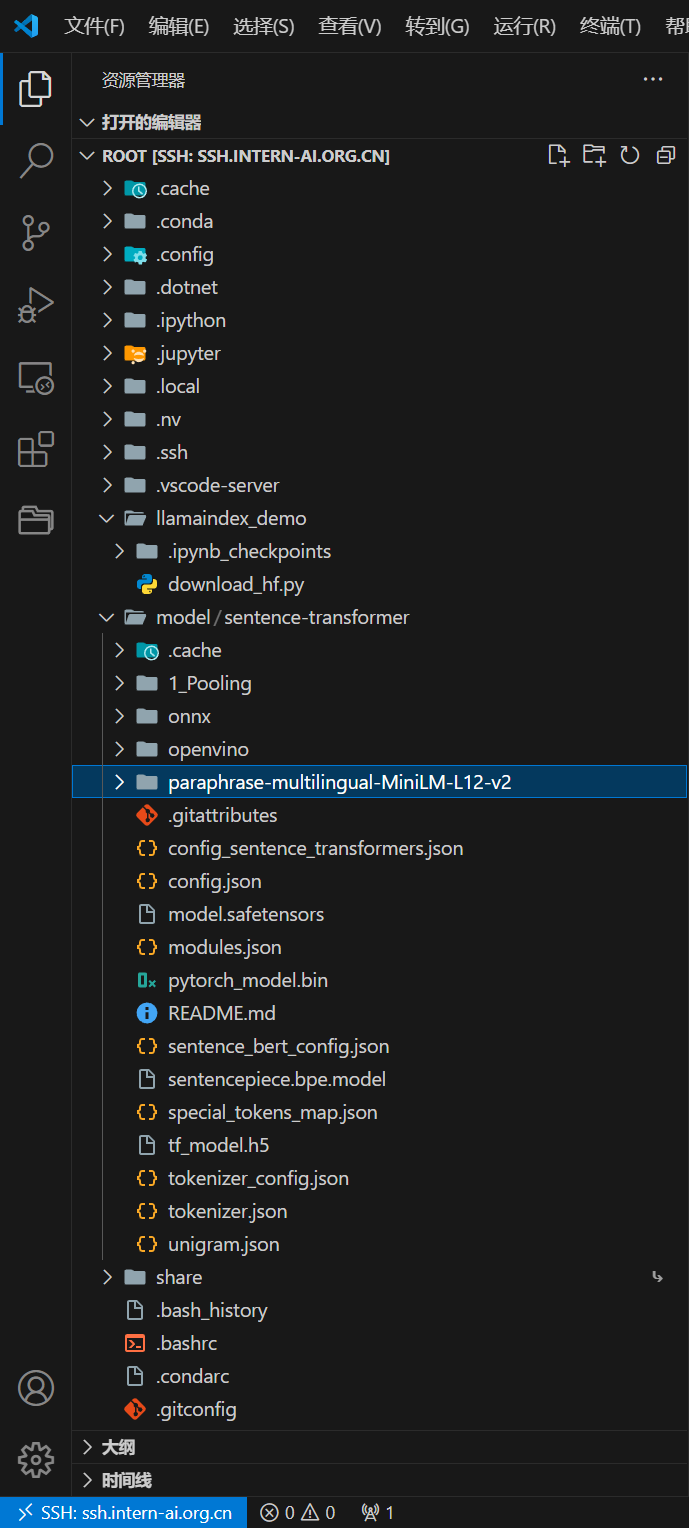 文件(F) 编辑(E) 选择(S) 查看(V) 转到(G) 运行(R) 终端(T)
资源管理器
打开的编辑器
ROOT [SSH: SSH.INTERN-AI.ORG.CN]
.cache
.conda
.config
.dotnet
.ipython
.jupyter
.local
.nv
.ssh
.vscode-server
llamaindex_demo
.ipynb_checkpoints
download_hf.py
model/sentence-transformer
.cache
1_Pooling
onnx
openvino
paraphrase-multilingual-MiniLM-L12-v2
.gitattributes
config_sentence_transformers.json
config.json
model.safetensors
modules.json
pytorch_model.bin
README.md
sentence_bert_config.json
sentencepiece.bpe.model
special_tokens_map.json
tf_model.h5
tokenizer_config.json
tokenizer.json
unigram.json
share
.bash_history
.bashrc
.condarc
.gitconfig
大纲
时间线
SSH: ssh.intern-ai.org.cn 0 0 1